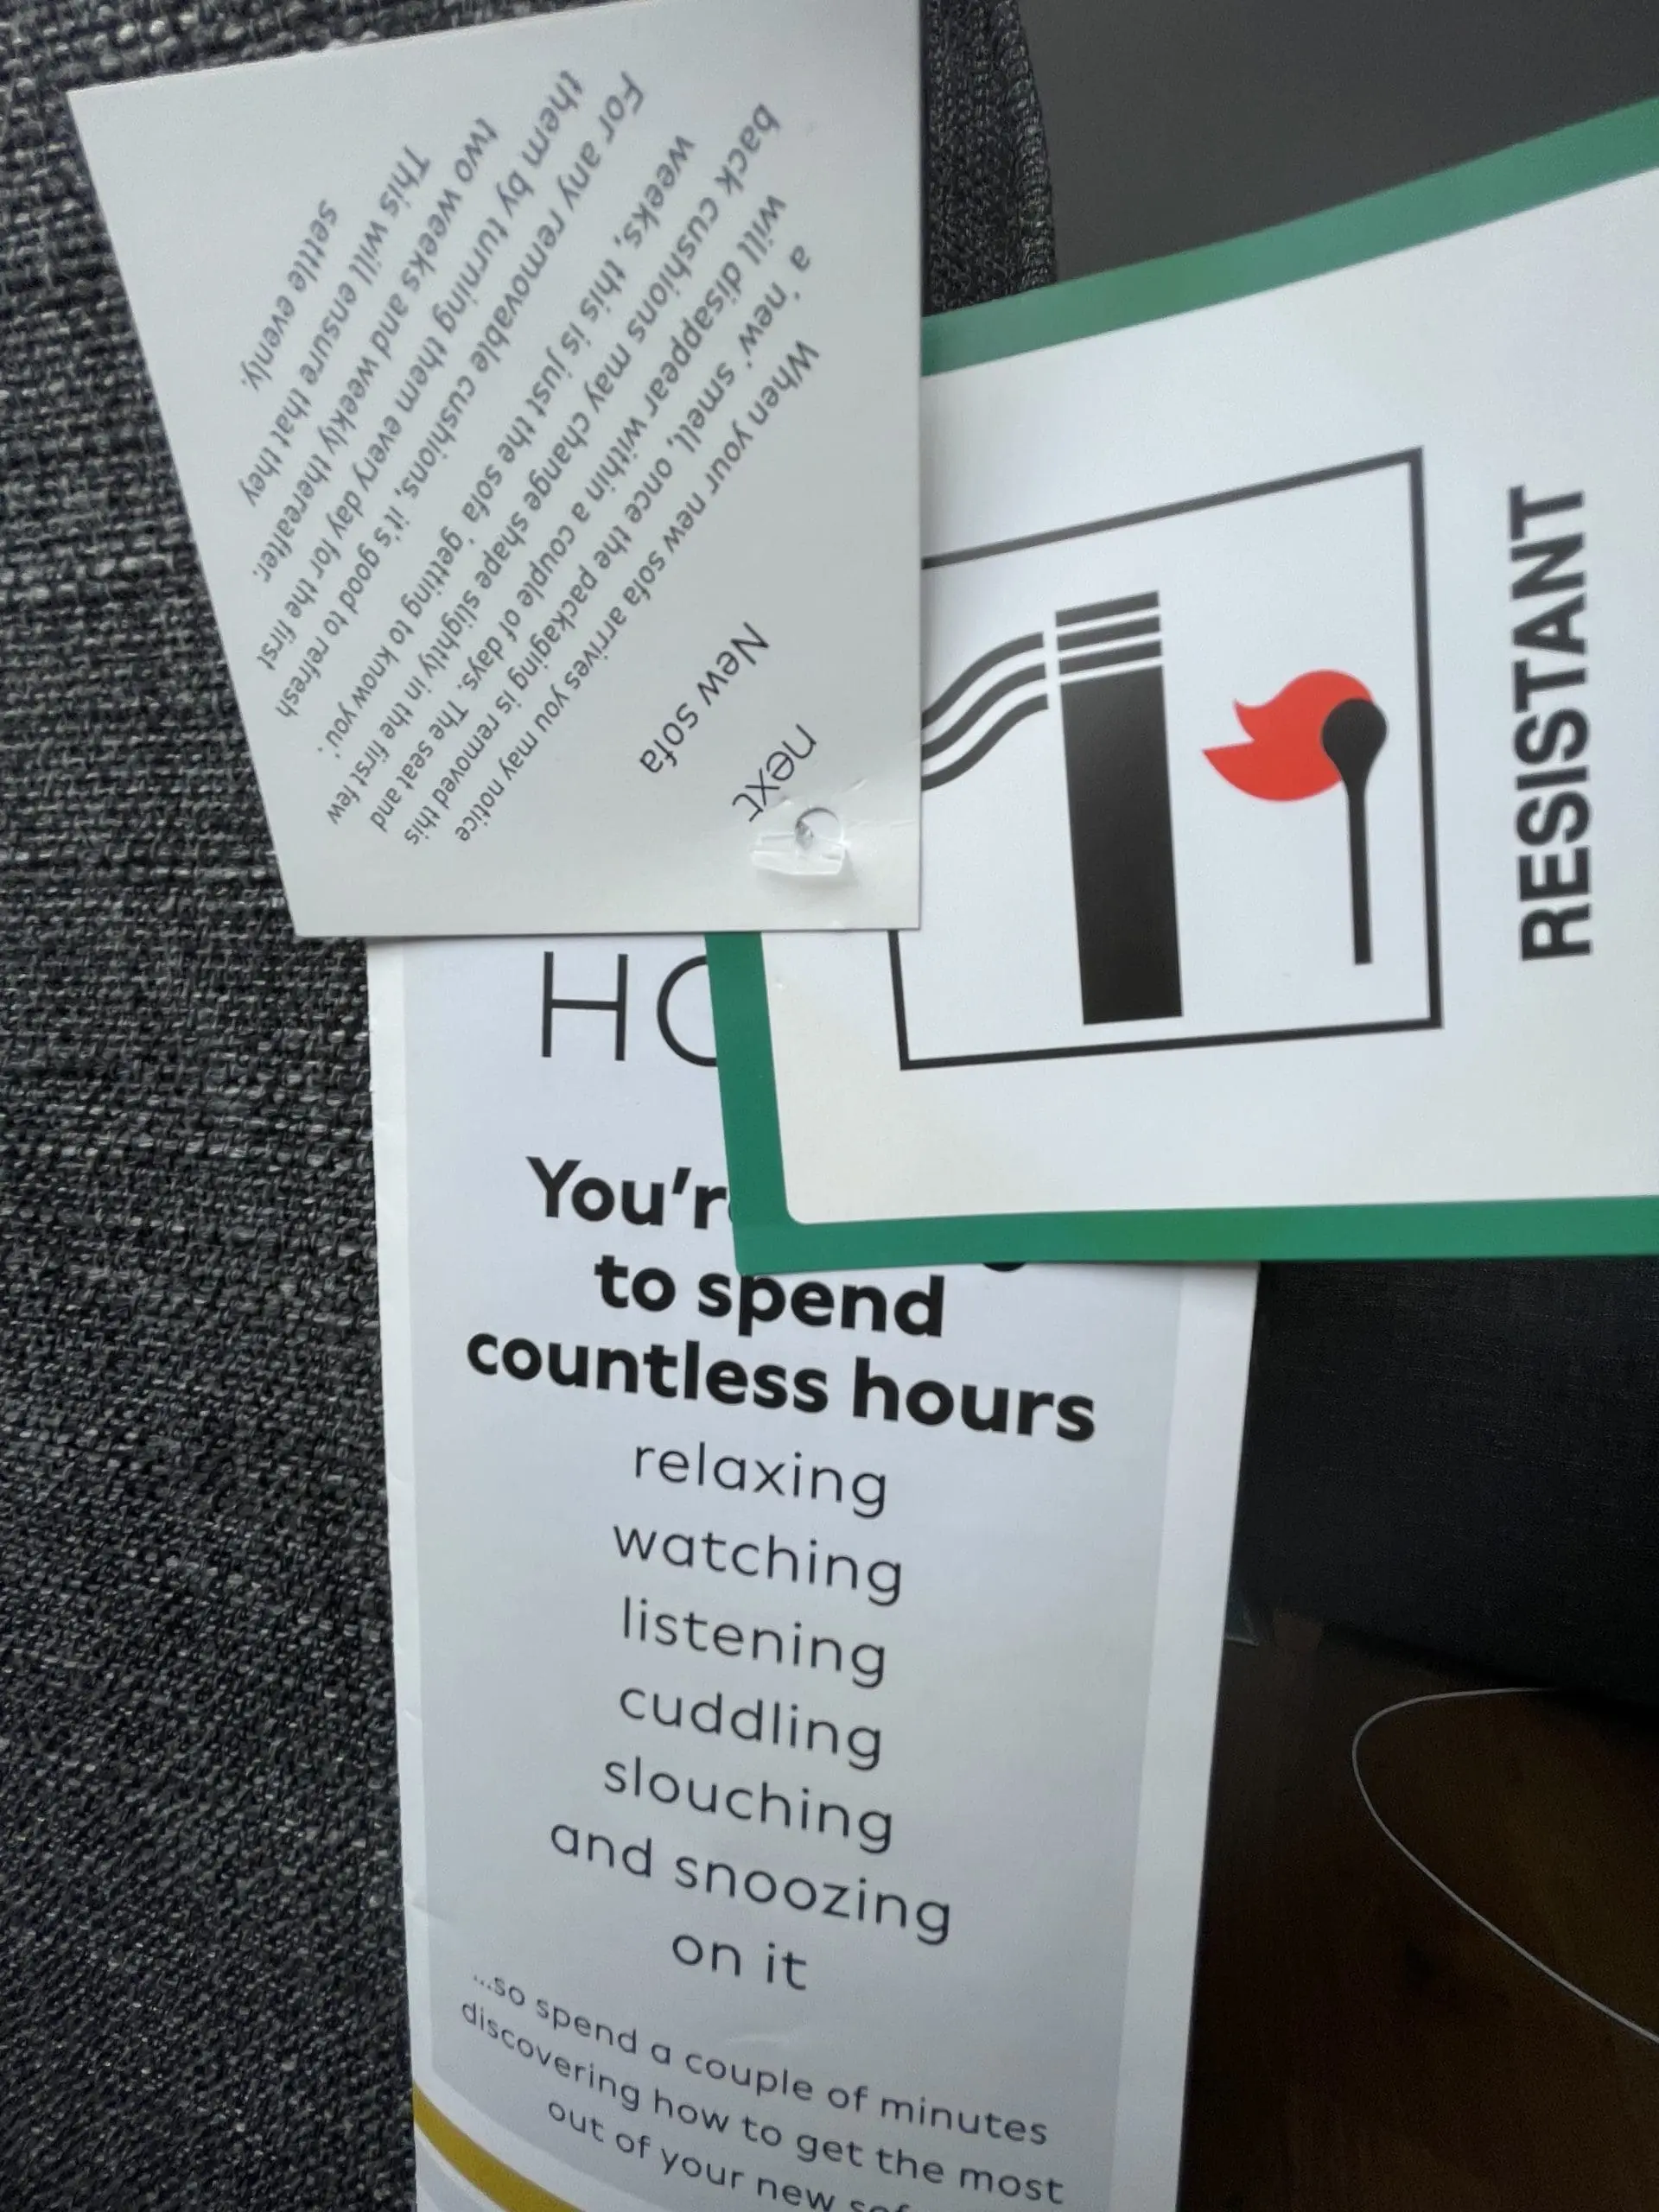 next
New sofa
When your new sofa arrives you may notice
a 'new' smell, once the packaging is removed this
will disappear within a couple of days. The seat and
back cushions may change shape slightly in the first few
weeks, this is just the sofa 'getting to know you'.
For any removable cushions, it's good to refresh
them by turning them every day for the first
two weeks and weekly thereafter.
This will ensure that they
settle evenly.
RESISTANT
You're
to spend
countless hours
relaxing
watching
listening
cuddling
slouching
and snoozing
on it
...so spend a couple of minutes
discovering how to get the most
out of your new